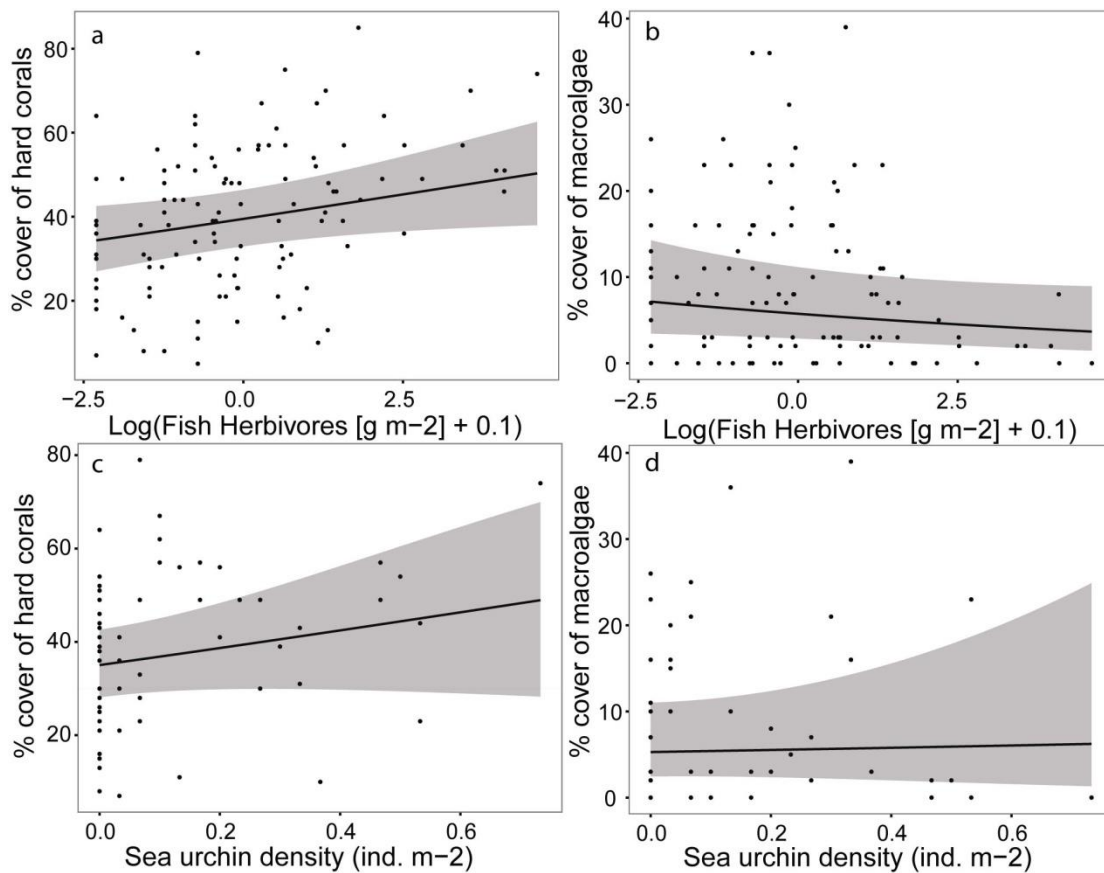 a
% cover of hard corals
80
60
40
20
−2.5 0.0 2.5
Log(Fish Herbivores [g m−2] + 0.1)
b
% cover of macroalgae
40
30
20
10
0
−2.5 0.0 2.5
Log(Fish Herbivores [g m−2] + 0.1)
c
% cover of hard corals
80
60
40
20
0.0 0.2 0.4 0.6
Sea urchin density (ind. m−2)
d
% cover of macroalgae
40
30
20
10
0
0.0 0.2 0.4 0.6
Sea urchin density (ind. m−2)